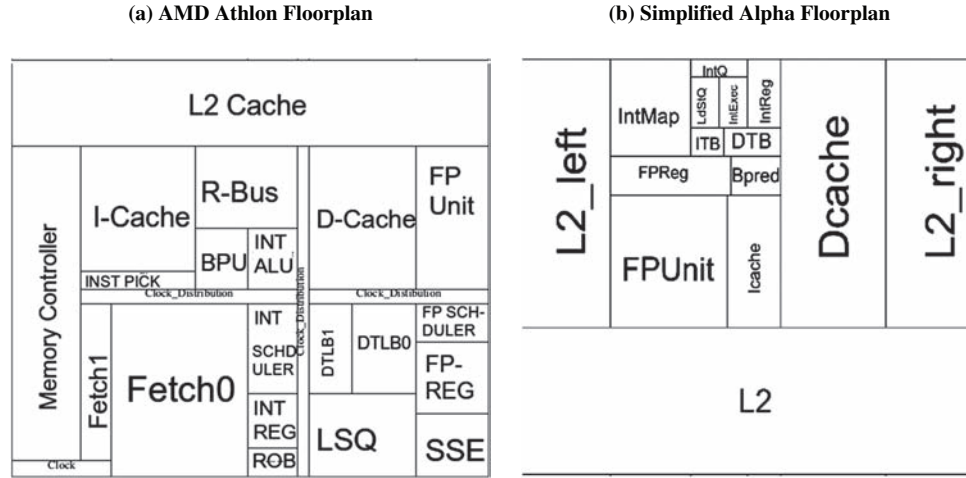 (a) AMD Athlon Floorplan
L2 Cache
Memory Controller
I-Cache
R-Bus
BPU
INT
ALU
INST PICK
Clock_Distribution
Clock_Distribution
D-Cache
FP
Unit
Clock_Distibution
Fetch1
Fetch0
INT
SCHD
ULER
INT
REG
ROB
DTLB1
DTLB0
LSQ
FP SCH-
DULER
FP-
REG
SSE
Clock
(b) Simplified Alpha Floorplan
L2_left
IntMap
IntQ
LdStQ
IntExec
IntReg
ITB
DTB
FPReg
Bpred
FPUnit
Icache
Dcache
L2_right
L2